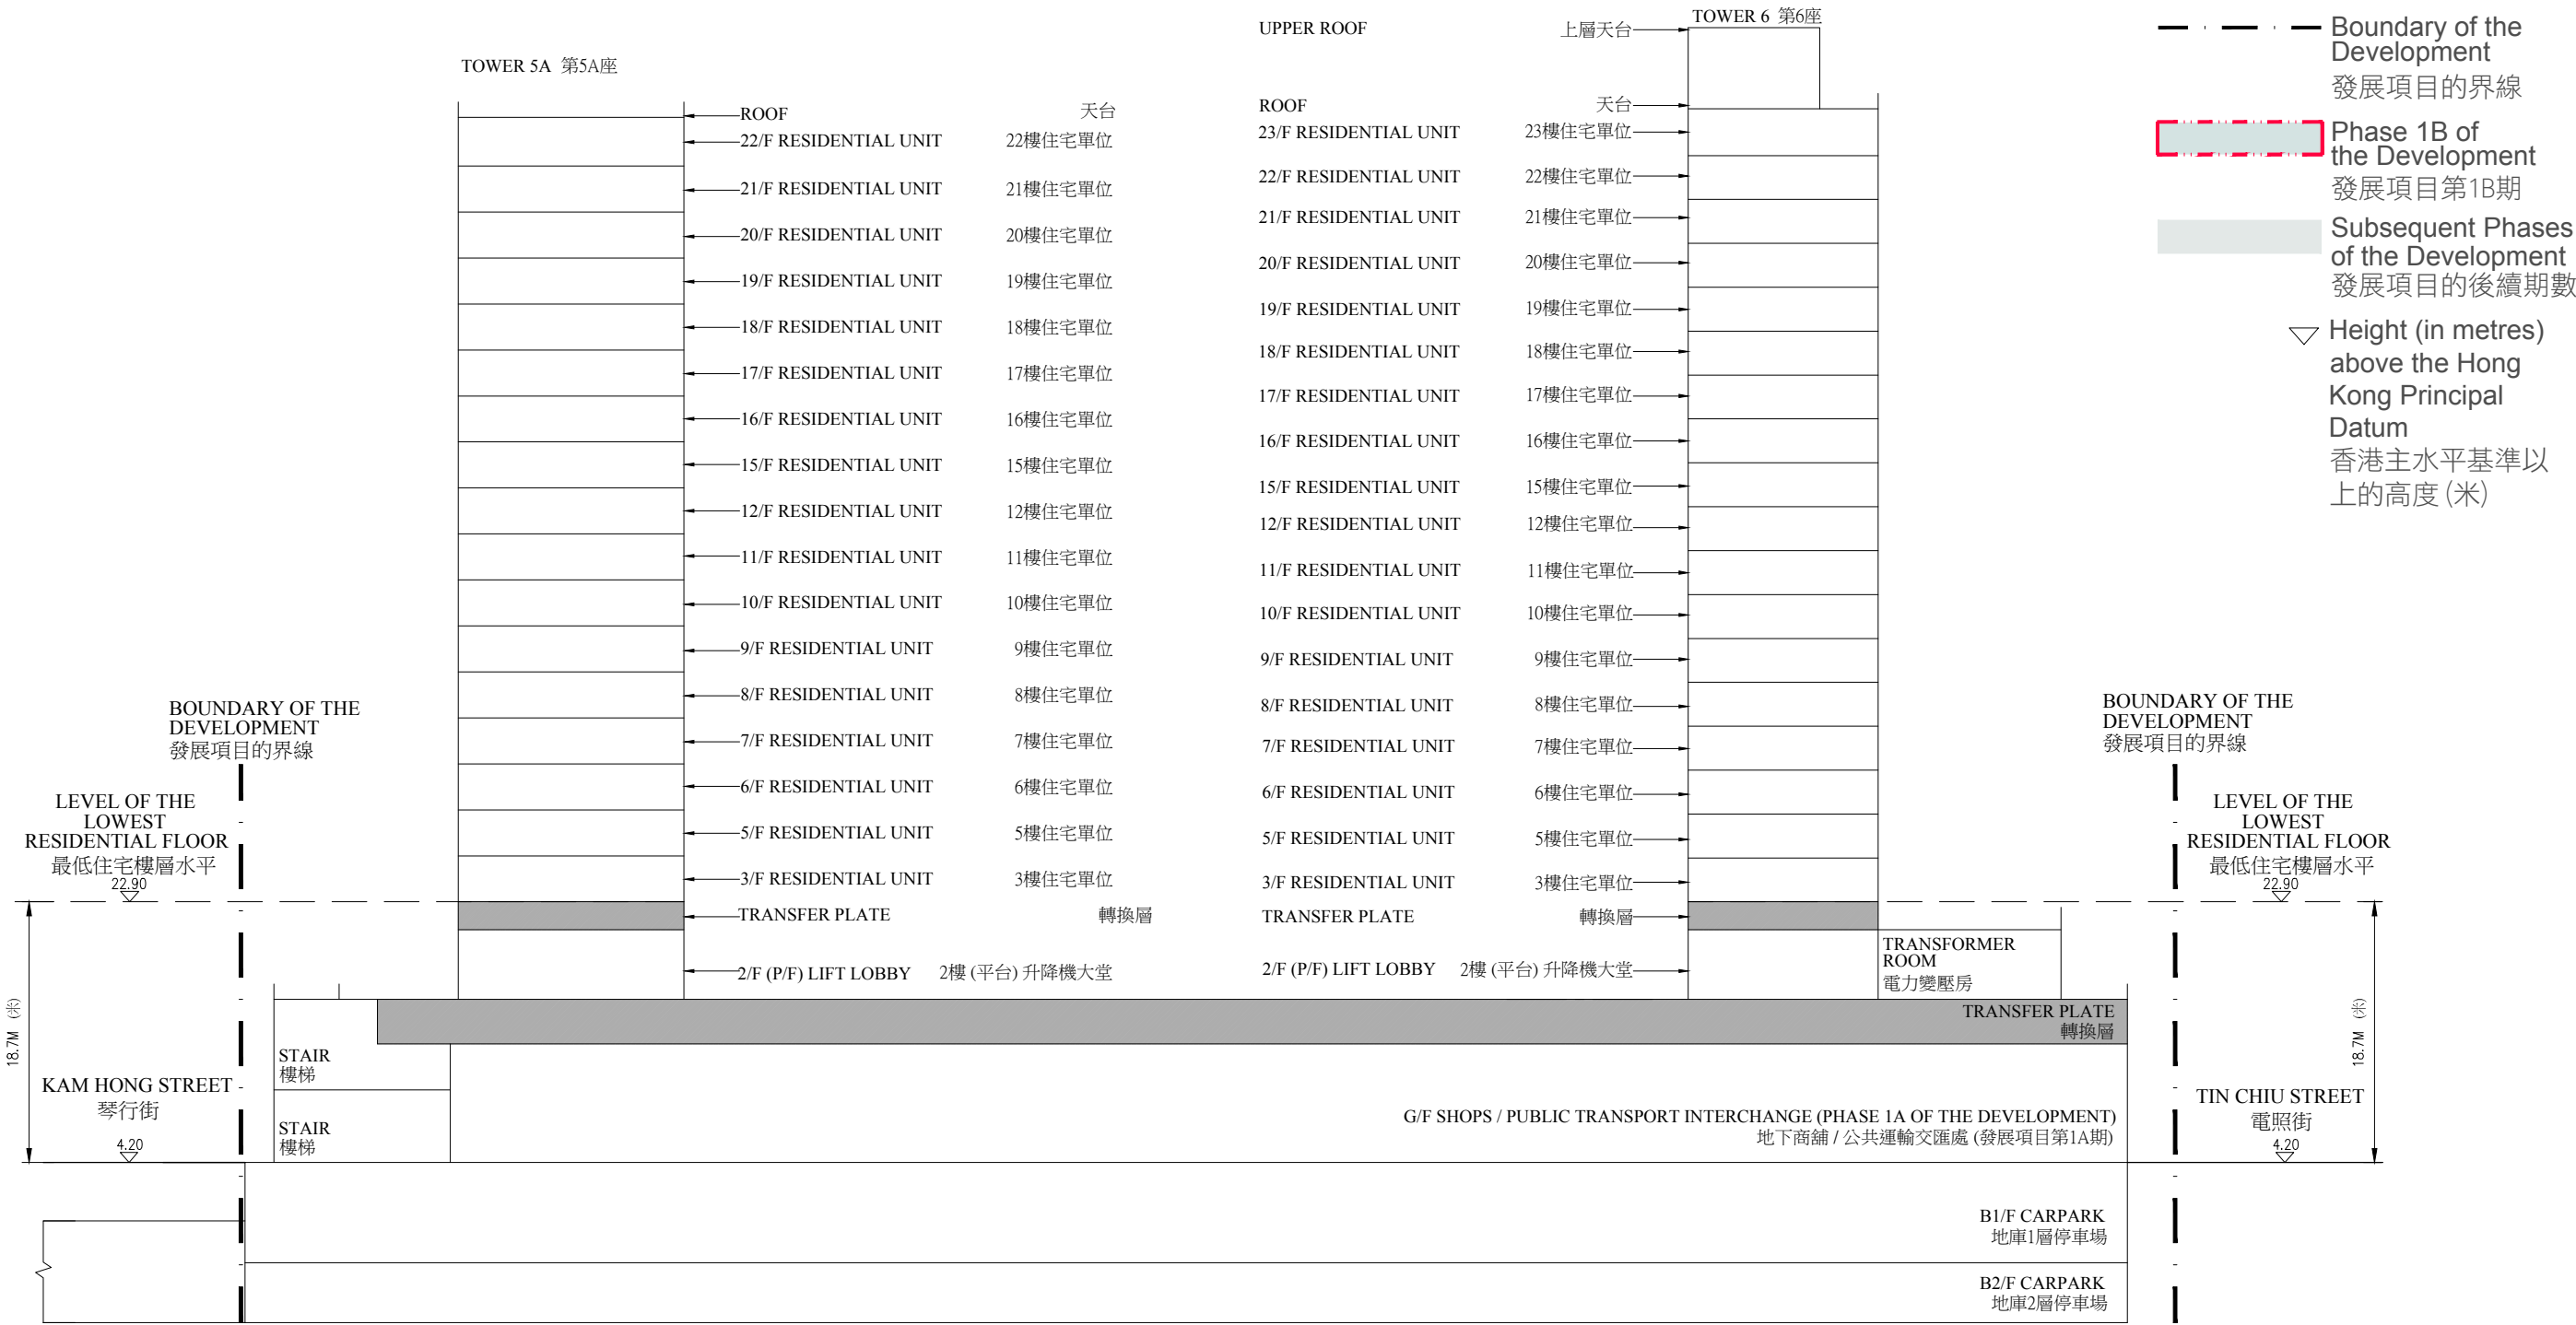 TOWER 5A 第5A座
ROOF 天台
22/F RESIDENTIAL UNIT 22樓住宅單位
21/F RESIDENTIAL UNIT 21樓住宅單位
20/F RESIDENTIAL UNIT 20樓住宅單位
19/F RESIDENTIAL UNIT 19樓住宅單位
18/F RESIDENTIAL UNIT 18樓住宅單位
17/F RESIDENTIAL UNIT 17樓住宅單位
16/F RESIDENTIAL UNIT 16樓住宅單位
15/F RESIDENTIAL UNIT 15樓住宅單位
12/F RESIDENTIAL UNIT 12樓住宅單位
11/F RESIDENTIAL UNIT 11樓住宅單位
10/F RESIDENTIAL UNIT 10樓住宅單位
9/F RESIDENTIAL UNIT 9樓住宅單位
8/F RESIDENTIAL UNIT 8樓住宅單位
7/F RESIDENTIAL UNIT 7樓住宅單位
6/F RESIDENTIAL UNIT 6樓住宅單位
5/F RESIDENTIAL UNIT 5樓住宅單位
3/F RESIDENTIAL UNIT 3樓住宅單位
TRANSFER PLATE 轉換層
2/F (P/F) LIFT LOBBY 2樓 (平台) 升降機大堂
TOWER 6 第6座
UPPER ROOF 上層天台
ROOF 天台
23/F RESIDENTIAL UNIT 23樓住宅單位
22/F RESIDENTIAL UNIT 22樓住宅單位
21/F RESIDENTIAL UNIT 21樓住宅單位
20/F RESIDENTIAL UNIT 20樓住宅單位
19/F RESIDENTIAL UNIT 19樓住宅單位
18/F RESIDENTIAL UNIT 18樓住宅單位
17/F RESIDENTIAL UNIT 17樓住宅單位
16/F RESIDENTIAL UNIT 16樓住宅單位
15/F RESIDENTIAL UNIT 15樓住宅單位
12/F RESIDENTIAL UNIT 12樓住宅單位
11/F RESIDENTIAL UNIT 11樓住宅單位
10/F RESIDENTIAL UNIT 10樓住宅單位
9/F RESIDENTIAL UNIT 9樓住宅單位
8/F RESIDENTIAL UNIT 8樓住宅單位
7/F RESIDENTIAL UNIT 7樓住宅單位
6/F RESIDENTIAL UNIT 6樓住宅單位
5/F RESIDENTIAL UNIT 5樓住宅單位
3/F RESIDENTIAL UNIT 3樓住宅單位
TRANSFER PLATE 轉換層
2/F (P/F) LIFT LOBBY 2樓 (平台) 升降機大堂
Boundary of the
Development
發展項目的界線
Phase 1B of
the Development
發展項目第1B期
Subsequent Phases
of the Development
發展項目的後續期數
Height (in metres)
above the Hong
Kong Principal
Datum
香港主水平基準以
上的高度 (米)
BOUNDARY OF THE
DEVELOPMENT
發展項目的界線
LEVEL OF THE
LOWEST
RESIDENTIAL FLOOR
最低住宅樓層水平
22.90
18.7M (米)
KAM HONG STREET
琴行街
4.20
STAIR
樓梯
STAIR
樓梯
BOUNDARY OF THE
DEVELOPMENT
發展項目的界線
LEVEL OF THE
LOWEST
RESIDENTIAL FLOOR
最低住宅樓層水平
22.90
TRANSFORMER
ROOM
電力變壓房
TRANSFER PLATE
轉換層
18.7M (米)
TIN CHIU STREET
電照街
4.20
G/F SHOPS / PUBLIC TRANSPORT INTERCHANGE (PHASE 1A OF THE DEVELOPMENT)
地下商舖 / 公共運輸交匯處 (發展項目第1A期)
B1/F CARPARK
地庫1層停車場
B2/F CARPARK
地庫2層停車場